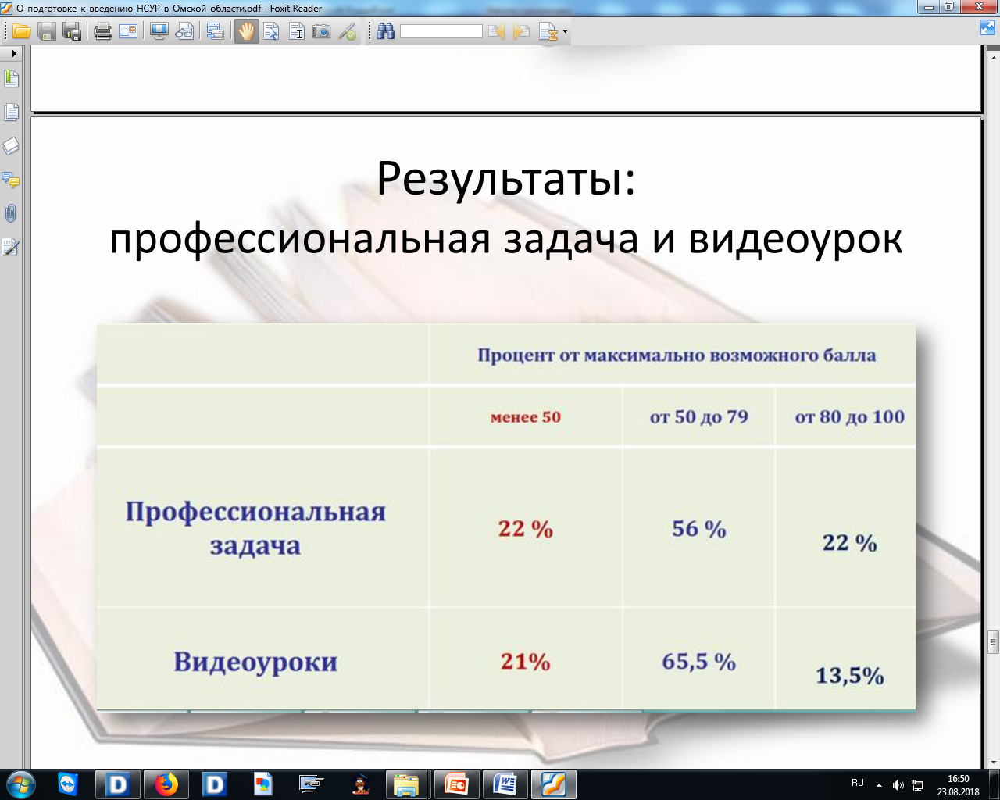 О_подготовке_к_введению_НСУР_в_Омской_области.pdf - Foxit Reader
Результаты:
профессиональная задача и видеоурок
Процент от максимально возможного балла
менее 50 от 50 до 79 от 80 до 100
Профессиональная
задача
22 % 56 % 22 %
Видеоуроки 21% 65,5 % 13,5%
RU 16:50
23.08.2018